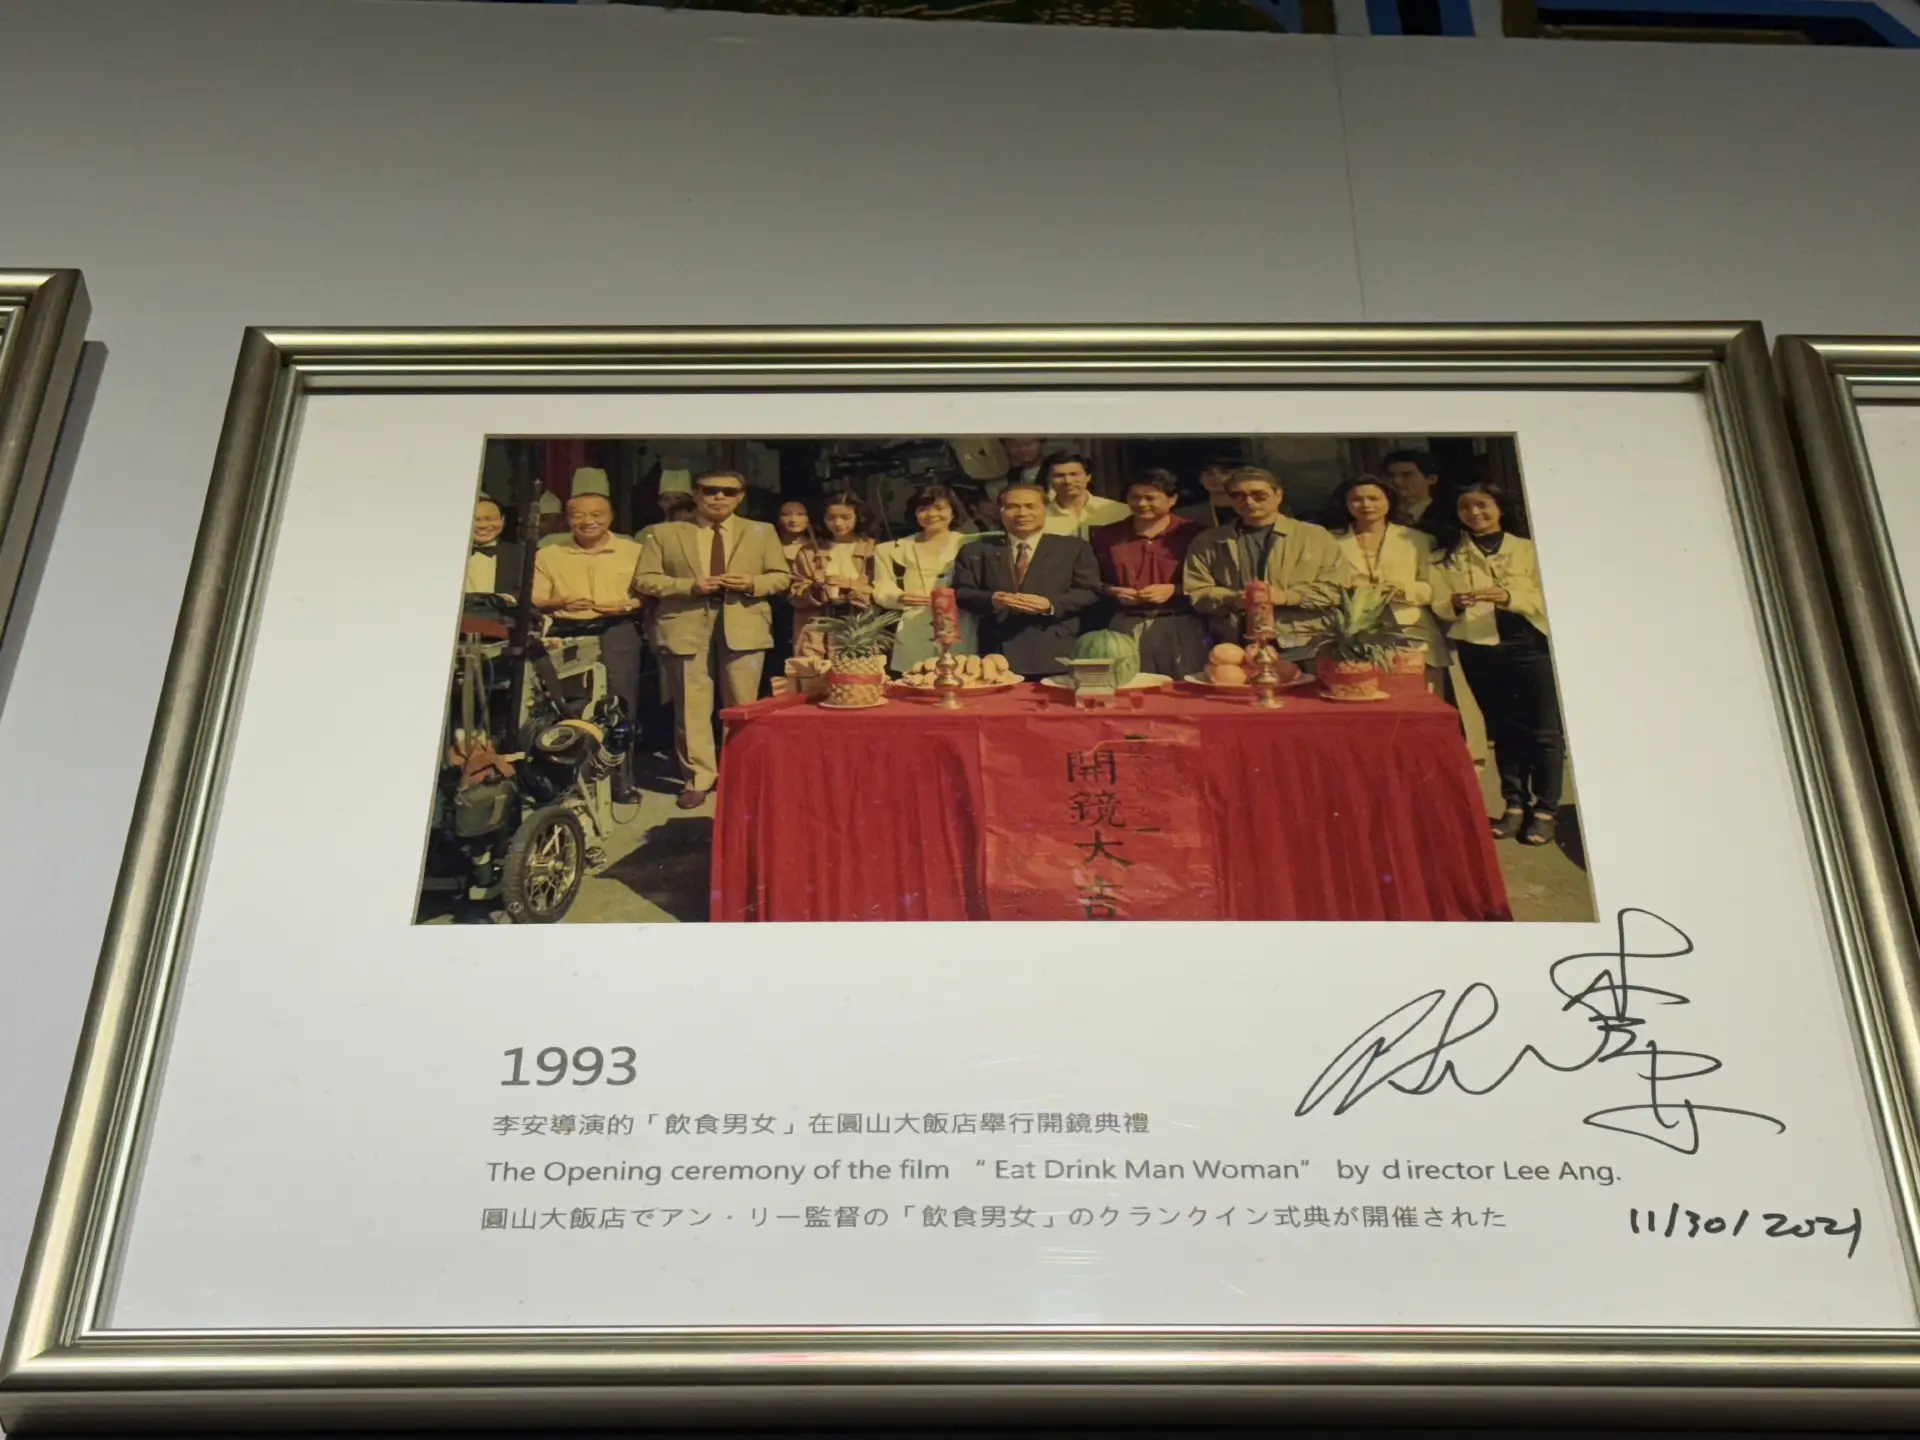 開鏡大吉
1993
李安導演的「飲食男女」在圓山大飯店舉行開鏡典禮
The Opening ceremony of the film “Eat Drink Man Woman” by director Lee Ang.
圓山大飯店でアン・リー監督の「飲食男女」のクランクイン式典が開催された
李安
11/30/2021